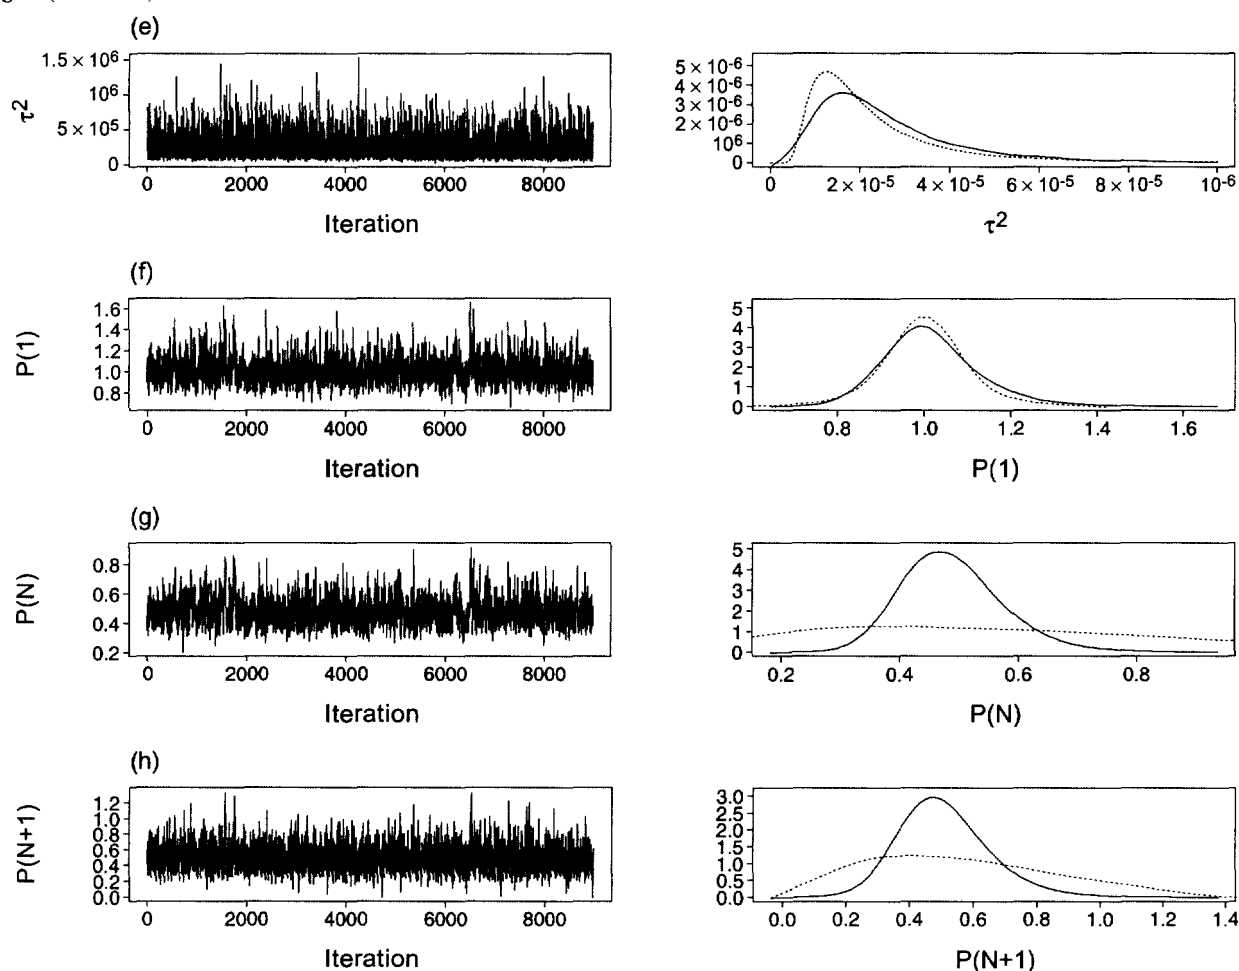 (e)
τ²
1.5 × 10⁶
10⁶
5 × 10⁵
0
0 2000 4000 6000 8000
Iteration
5 × 10⁻⁶
4 × 10⁻⁶
3 × 10⁻⁶
2 × 10⁻⁶
10⁶
0
0 2 × 10⁻⁵ 4 × 10⁻⁵ 6 × 10⁻⁵ 8 × 10⁻⁵ 10⁻⁶
τ²
(f)
P(1)
1.6
1.4
1.2
1.0
0.8
0 2000 4000 6000 8000
Iteration
5
4
3
2
1
0
0.8 1.0 1.2 1.4 1.6
P(1)
(g)
P(N)
0.8
0.6
0.4
0.2
0 2000 4000 6000 8000
Iteration
5
4
3
2
1
0
0.2 0.4 0.6 0.8
P(N)
(h)
P(N+1)
1.2
1.0
0.8
0.6
0.4
0.2
0.0
0 2000 4000 6000 8000
Iteration
3.0
2.5
2.0
1.5
1.0
0.5
0.0
0.0 0.2 0.4 0.6 0.8 1.0 1.2 1.4
P(N+1)